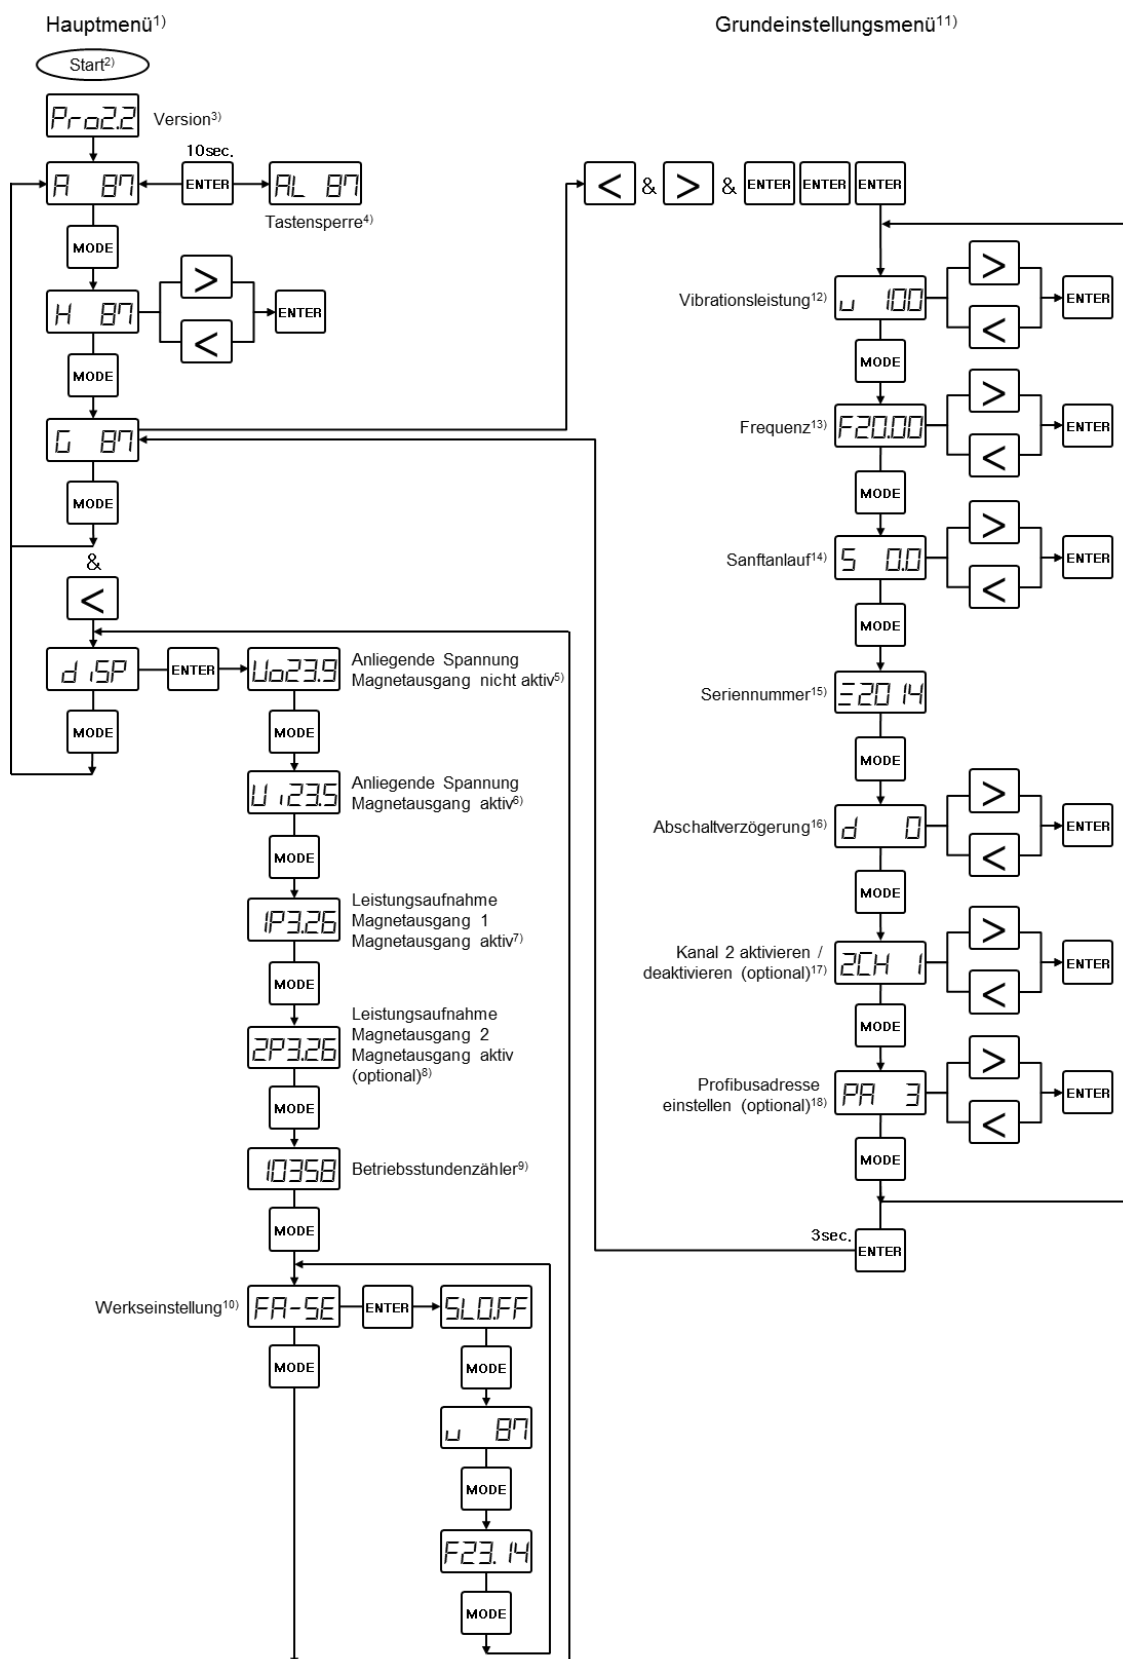 Hauptmenü1)
Start2)
Pro2.2
Version3)
10sec.
A 87
ENTER
AL 87
Tastensperre4)
MODE
H 87
>
<
ENTER
MODE
G 87
MODE
&
<
diSP
ENTER
Uo23.9
Anliegende Spannung
Magnetausgang nicht aktiv5)
MODE
MODE
Ui23.5
Anliegende Spannung
Magnetausgang aktiv6)
MODE
1P3.26
Leistungsaufnahme
Magnetausgang 1
Magnetausgang aktiv7)
MODE
2P3.26
Leistungsaufnahme
Magnetausgang 2
Magnetausgang aktiv
(optional)8)
MODE
10358
Betriebsstundenzähler9)
MODE
Werkseinstellung10)
FA-SE
ENTER
SLO.FF
MODE
MODE
u 87
MODE
F23.14
MODE
Grundeinstellungsmenü11)
< & > & ENTER ENTER ENTER
Vibrationsleistung12)
u 100
>
<
ENTER
MODE
Frequenz13)
F20.00
>
<
ENTER
MODE
Sanftanlauf14)
S 0.0
>
<
ENTER
MODE
Seriennummer15)
Ξ2014
MODE
Abschaltverzögerung16)
d 0
>
<
ENTER
MODE
Kanal 2 aktivieren /
deaktivieren (optional)17)
2CH 1
>
<
ENTER
MODE
Profibusadresse
einstellen (optional)18)
PA 3
>
<
ENTER
MODE
3sec.
ENTER